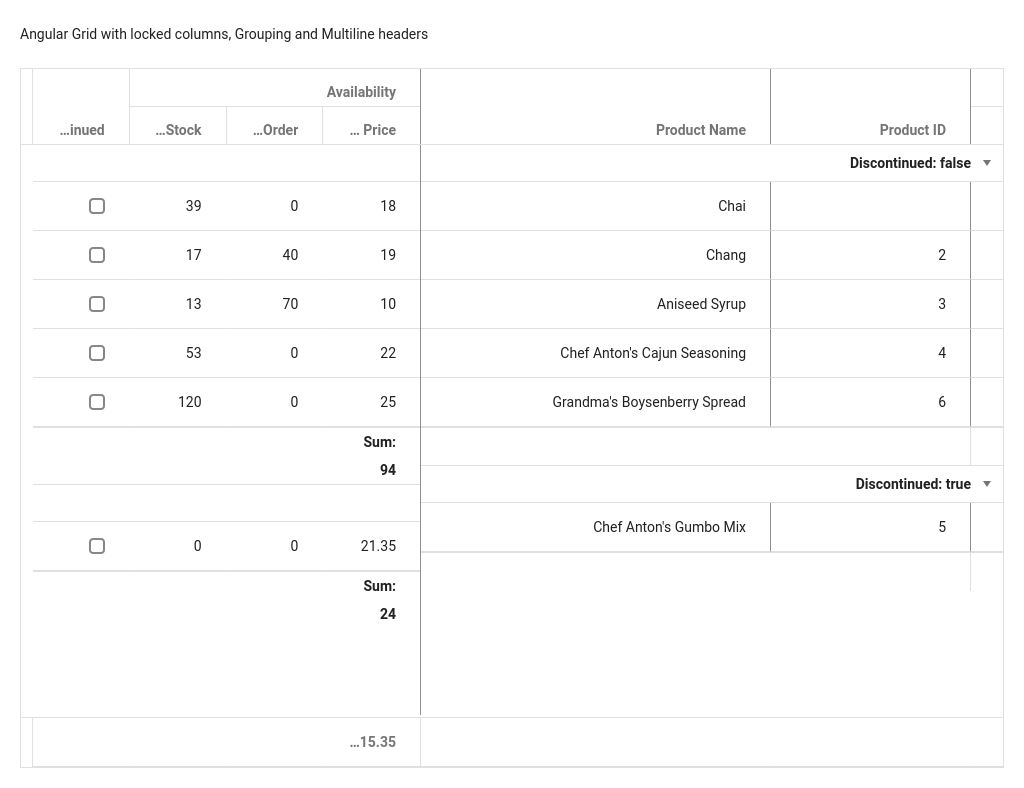 Angular Grid with locked columns, Grouping and Multiline headers
Availability
…inued …Stock …Order … Price Product Name Product ID
Discontinued: false
39 0 18 Chai
17 40 19 Chang 2
13 70 10 Aniseed Syrup 3
53 0 22 Chef Anton's Cajun Seasoning 4
120 0 25 Grandma's Boysenberry Spread 6
Sum:
94
Discontinued: true
Chef Anton's Gumbo Mix 5
0 0 21.35
Sum:
24
…15.35